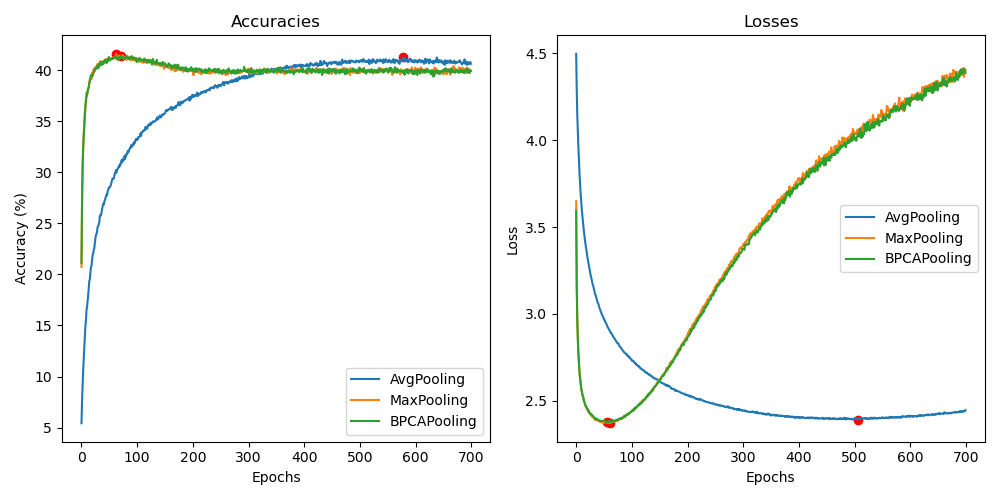 Accuracies
Accuracy (%)
40
35
30
25
20
15
10
5
0
100
200
300
400
500
600
700
Epochs
AvgPooling
MaxPooling
BPCAPooling
Losses
Loss
4.5
4.0
3.5
3.0
2.5
0
100
200
300
400
500
600
700
Epochs
AvgPooling
MaxPooling
BPCAPooling